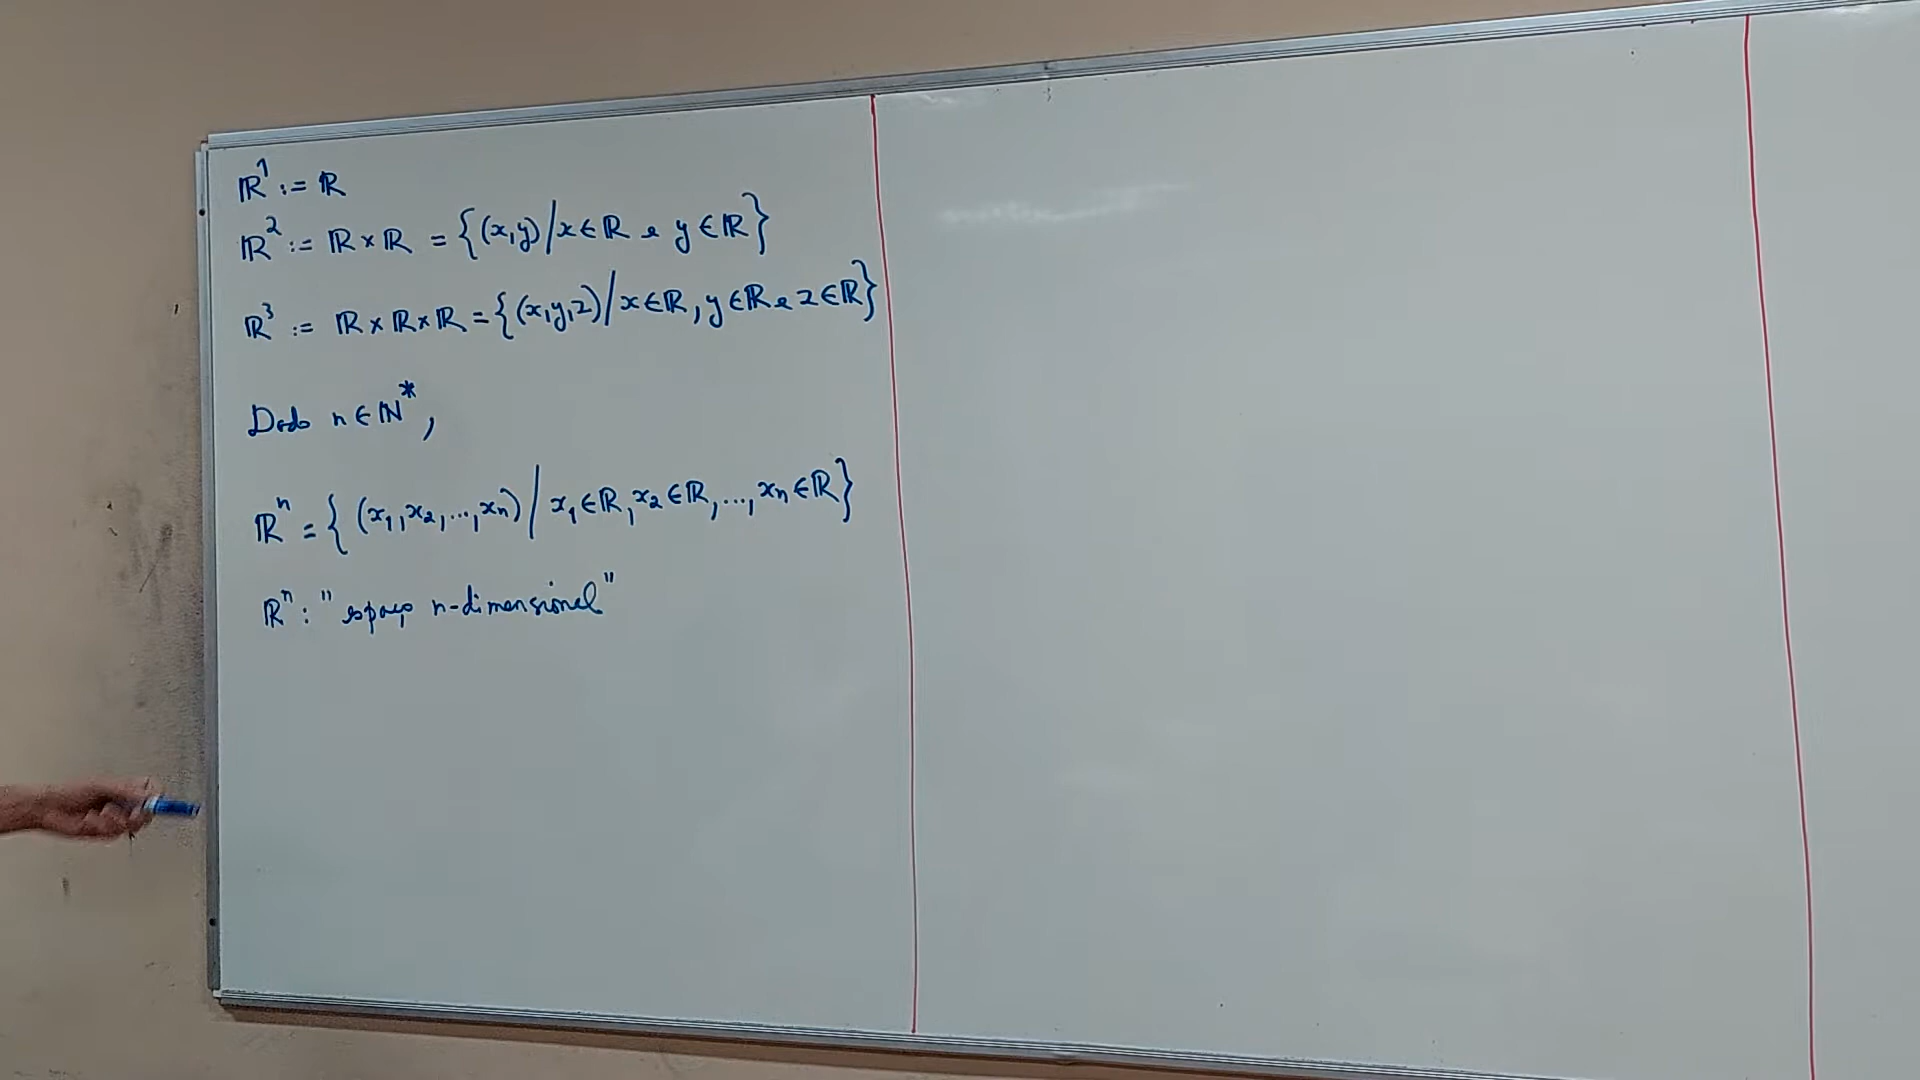 ℝ¹ := ℝ
ℝ² := ℝ × ℝ = {(x,y) / x ∈ ℝ e y ∈ ℝ}
ℝ³ := ℝ × ℝ × ℝ = {(x,y,z) / x ∈ ℝ, y ∈ ℝ e z ∈ ℝ}
Dado n ∈ ℕ*,
ℝⁿ = {(x₁, x₂, ..., xₙ) / x₁ ∈ ℝ, x₂ ∈ ℝ, ..., xₙ ∈ ℝ}
ℝⁿ : "espaço n-dimensional"